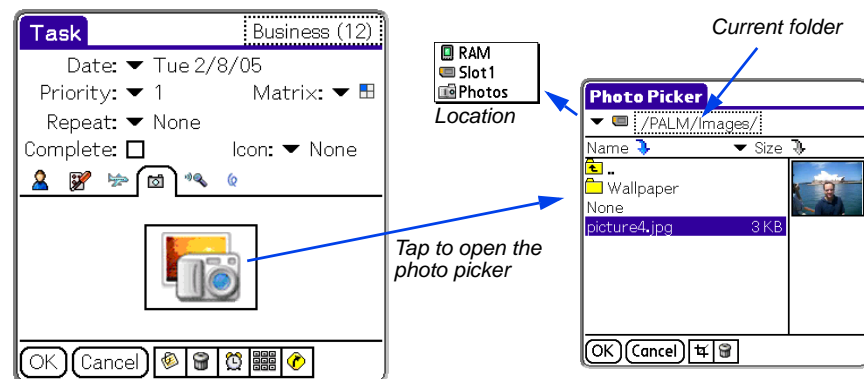 Task
Business (12)
Date: Tue 2/8/05
Priority: 1 Matrix:
Repeat: None
Complete: Icon: None
OK Cancel
RAM
Slot1
Photos
Location
Tap to open the
photo picker
Current folder
Photo Picker
/PALM/Images/
Name Size
..
Wallpaper
None
picture4.jpg 3 KB
OK Cancel